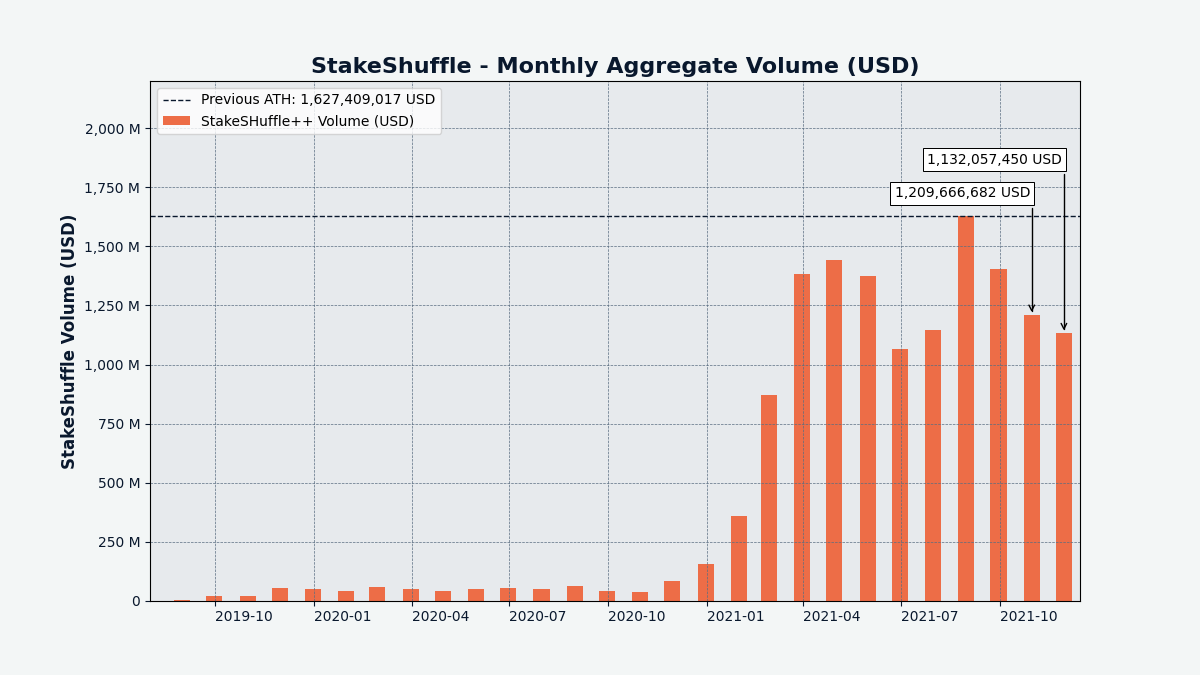 StakeShuffle - Monthly Aggregate Volume (USD)
Previous ATH: 1,627,409,017 USD
StakeSHuffle++ Volume (USD)
2,000 M
1,750 M
1,500 M
1,250 M
1,000 M
750 M
500 M
250 M
0
StakeShuffle Volume (USD)
1,132,057,450 USD
1,209,666,682 USD
2019-10
2020-01
2020-04
2020-07
2020-10
2021-01
2021-04
2021-07
2021-10